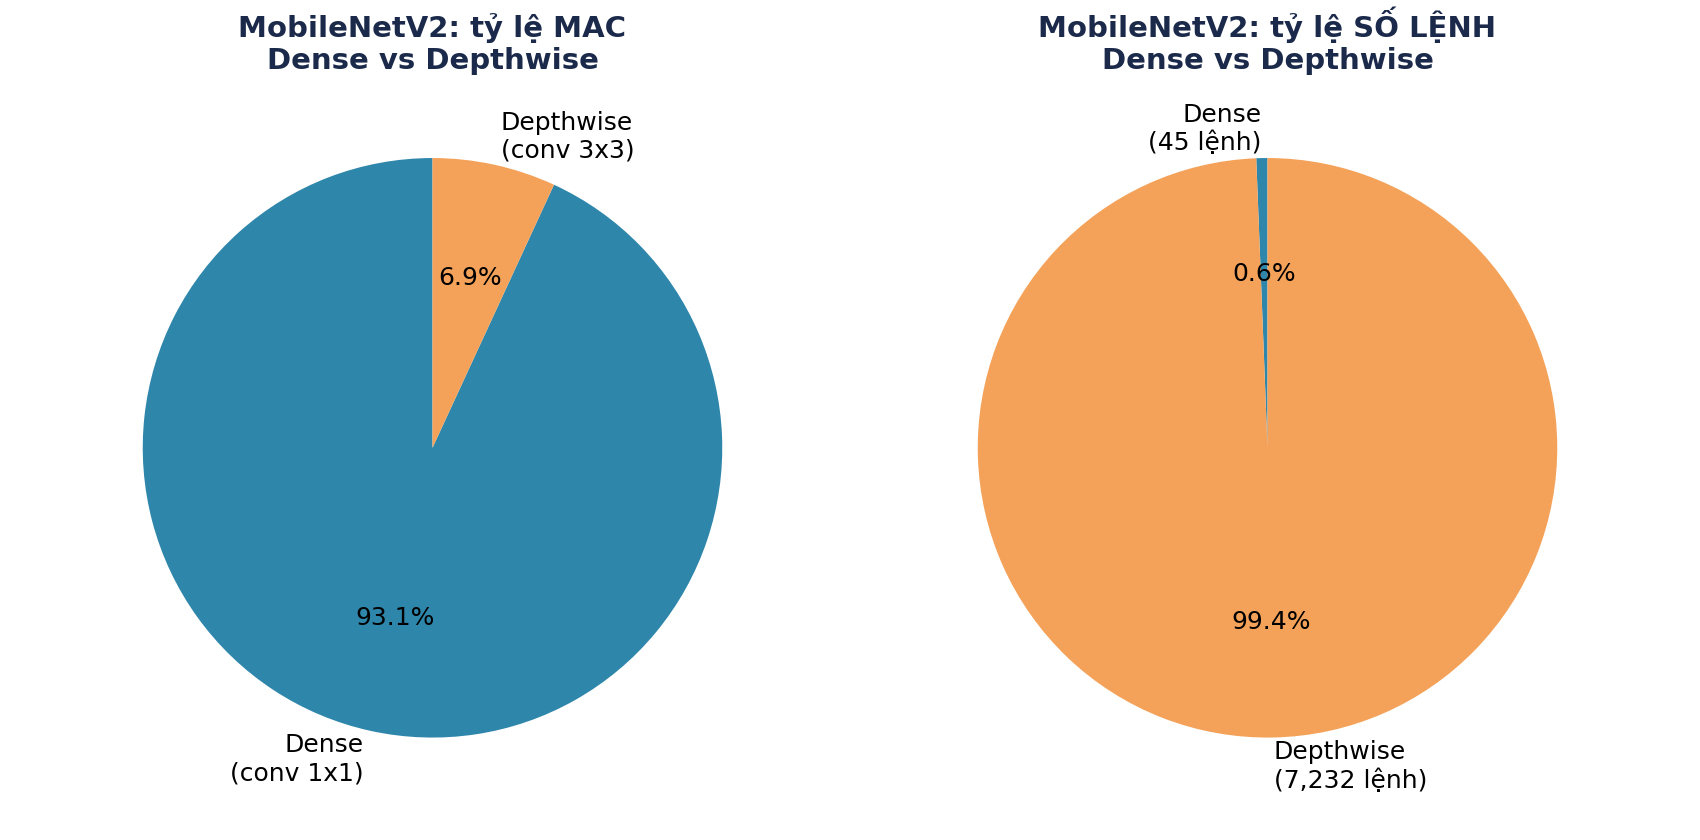 MobileNetV2: tỷ lệ MAC
Dense vs Depthwise
Depthwise
(conv 3x3)
6.9%
93.1%
Dense
(conv 1x1)
MobileNetV2: tỷ lệ SỐ LỆNH
Dense vs Depthwise
Dense
(45 lệnh)
0.6%
99.4%
Depthwise
(7,232 lệnh)